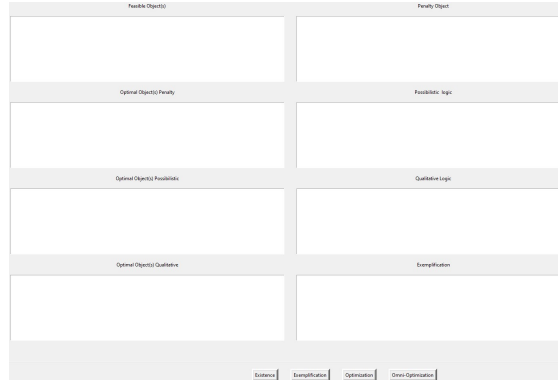 Feasible Object(s)
Penalty Object
Optimal Object(s) Penalty
Possibilistic logic
Optimal Object(s) Possibilistic
Qualitative Logic
Optimal Object(s) Qualitative
Exemplification
Existence
Exemplification
Optimization
Omni-Optimization